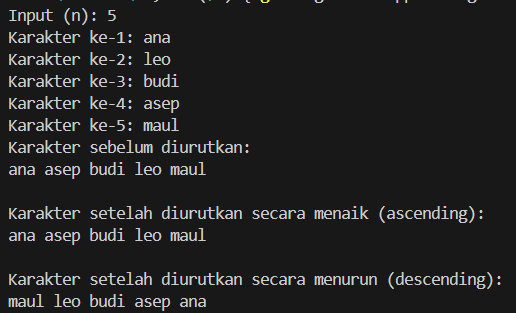 Input (n): 5
Karakter ke-1: ana
Karakter ke-2: leo
Karakter ke-3: budi
Karakter ke-4: asep
Karakter ke-5: maul
Karakter sebelum diurutkan:
ana asep budi leo maul
Karakter setelah diurutkan secara menaik (ascending):
ana asep budi leo maul
Karakter setelah diurutkan secara menurun (descending):
maul leo budi asep ana